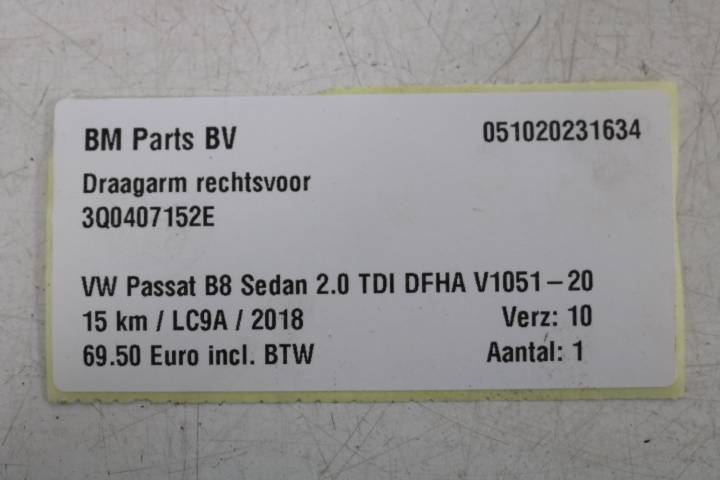 BM Parts BV 051020231634
Draagarm rechtsvoor
3Q0407152E
VW Passat B8 Sedan 2.0 TDI DFHA V1051-20
15 km / LC9A / 2018 Verz: 10
69.50 Euro incl. BTW Aantal: 1